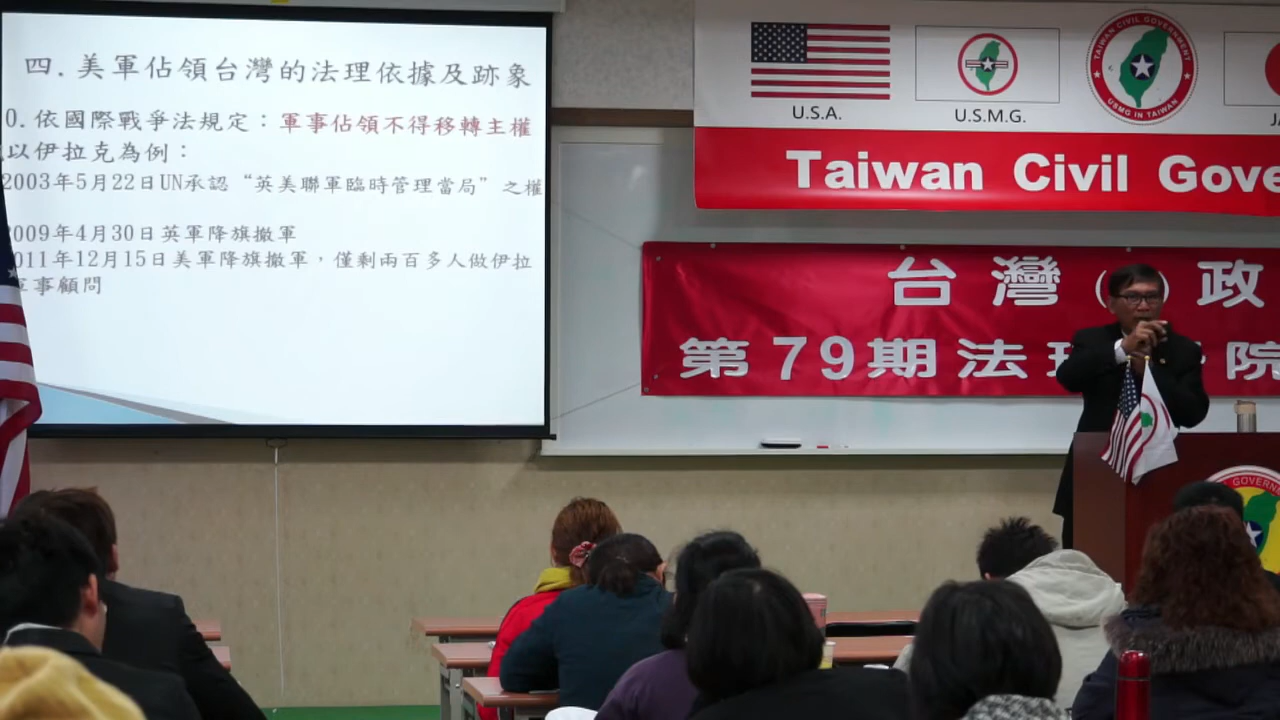 四. 美軍佔領台灣的法理依據及跡象
0. 依國際戰爭法規定：軍事佔領不得移轉主權
以伊拉克為例：
2003年5月22日UN承認“英美聯軍臨時管理當局”之權
2009年4月30日英軍降旗撤軍
011年12月15日美軍降旗撤軍，僅剩兩百多人做伊拉
軍事顧問
U.S.A.
U.S.M.G.
TAIWAN CIVIL GOVERNMENT
USMG IN TAIWAN
JA
Taiwan Civil Gove
台灣( )政
第79期法理 院
GOVERN